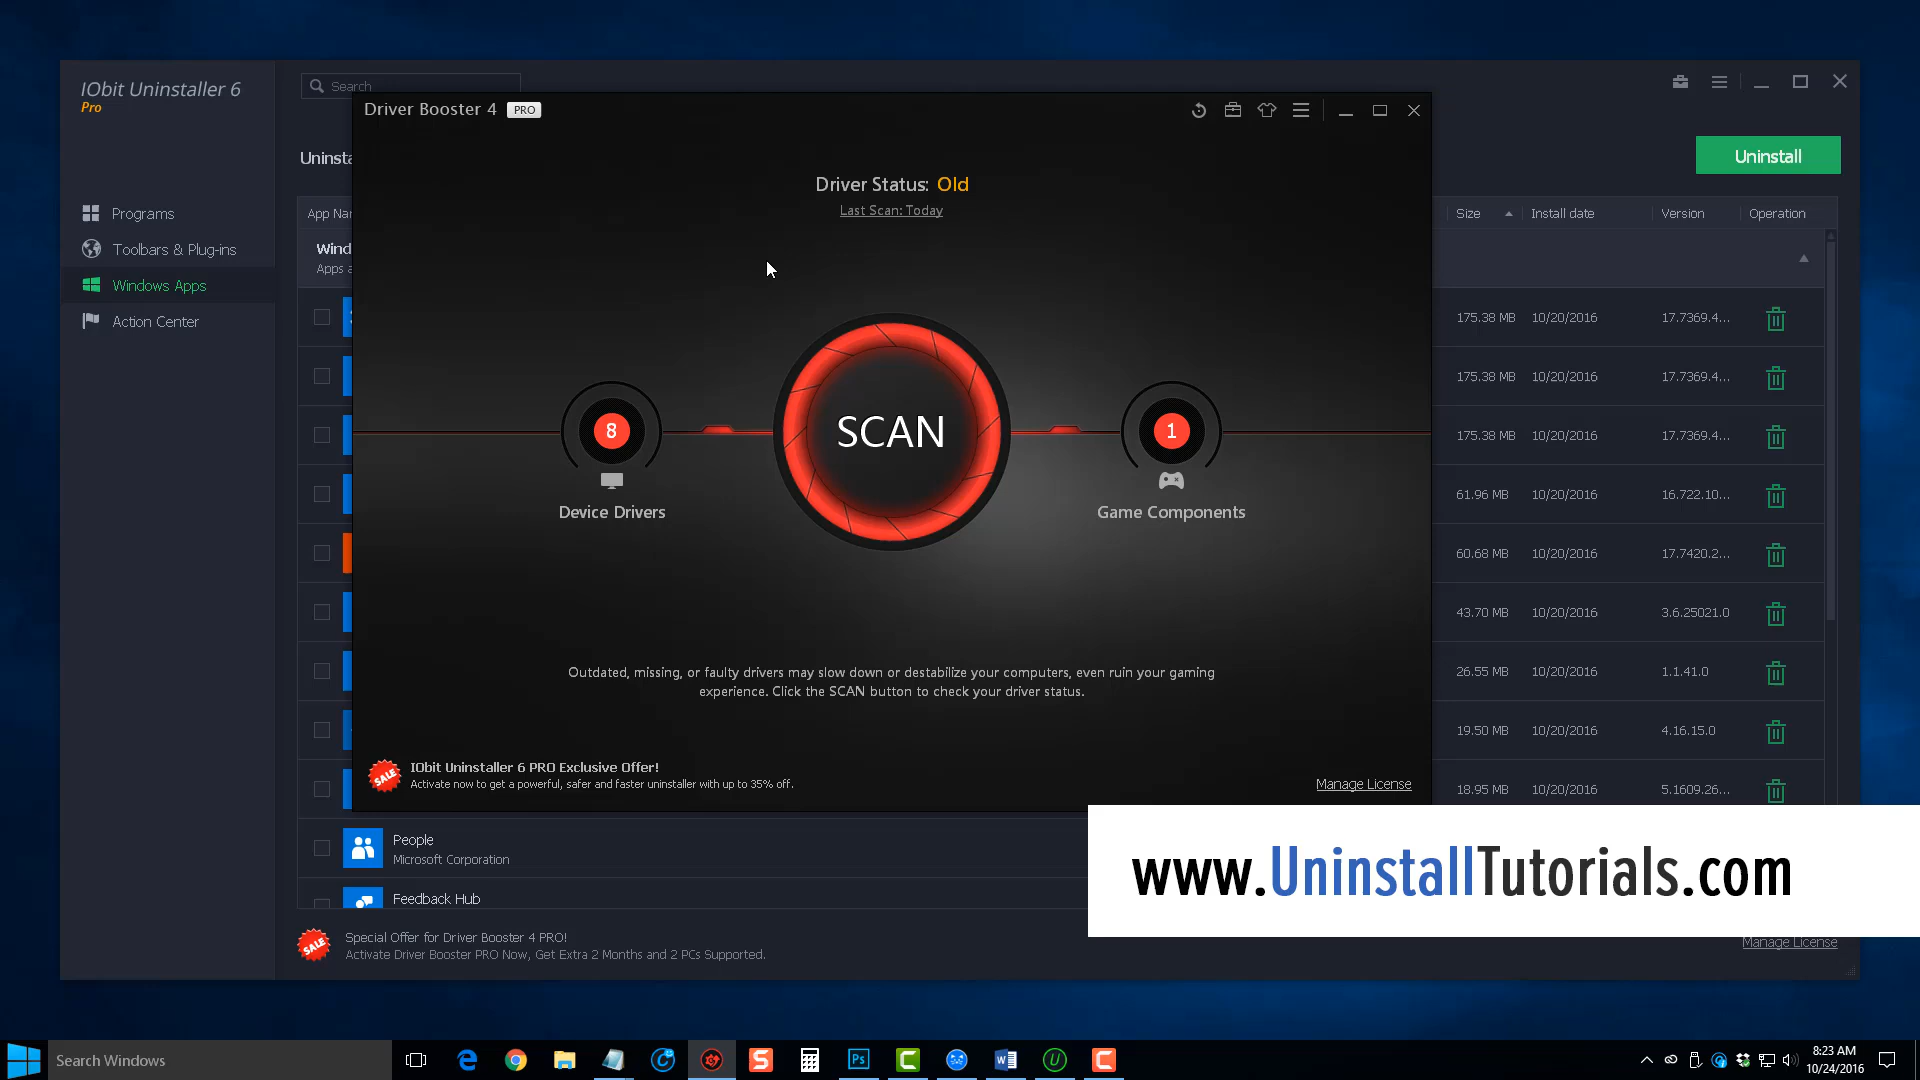 IObit Uninstaller 6
Pro
Search
Programs
Toolbars & Plug-ins
Windows Apps
Action Center
Uninsta
Uninstall
App Nar
Size
Install date
Version
Operation
Wind
Apps a
Driver Booster 4 PRO
Driver Status: Old
Last Scan: Today
8
SCAN
1
Device Drivers
Game Components
Outdated, missing, or faulty drivers may slow down or destabilize your computers, even ruin your gaming
experience. Click the SCAN button to check your driver status.
SALE
IObit Uninstaller 6 PRO Exclusive Offer!
Activate now to get a powerful, safer and faster uninstaller with up to 35% off.
Manage License
175.38 MB 10/20/2016 17.7369.4...
175.38 MB 10/20/2016 17.7369.4...
175.38 MB 10/20/2016 17.7369.4...
61.96 MB 10/20/2016 16.722.10...
60.68 MB 10/20/2016 17.7420.2...
43.70 MB 10/20/2016 3.6.25021.0
26.55 MB 10/20/2016 1.1.41.0
19.50 MB 10/20/2016 4.16.15.0
18.95 MB 10/20/2016 5.1609.26...
People
Microsoft Corporation
Feedback Hub
www.UninstallTutorials.com
SALE
Special Offer for Driver Booster 4 PRO!
Activate Driver Booster PRO Now, Get Extra 2 Months and 2 PCs Supported.
Manage License
Search Windows
8:23 AM
10/24/2016